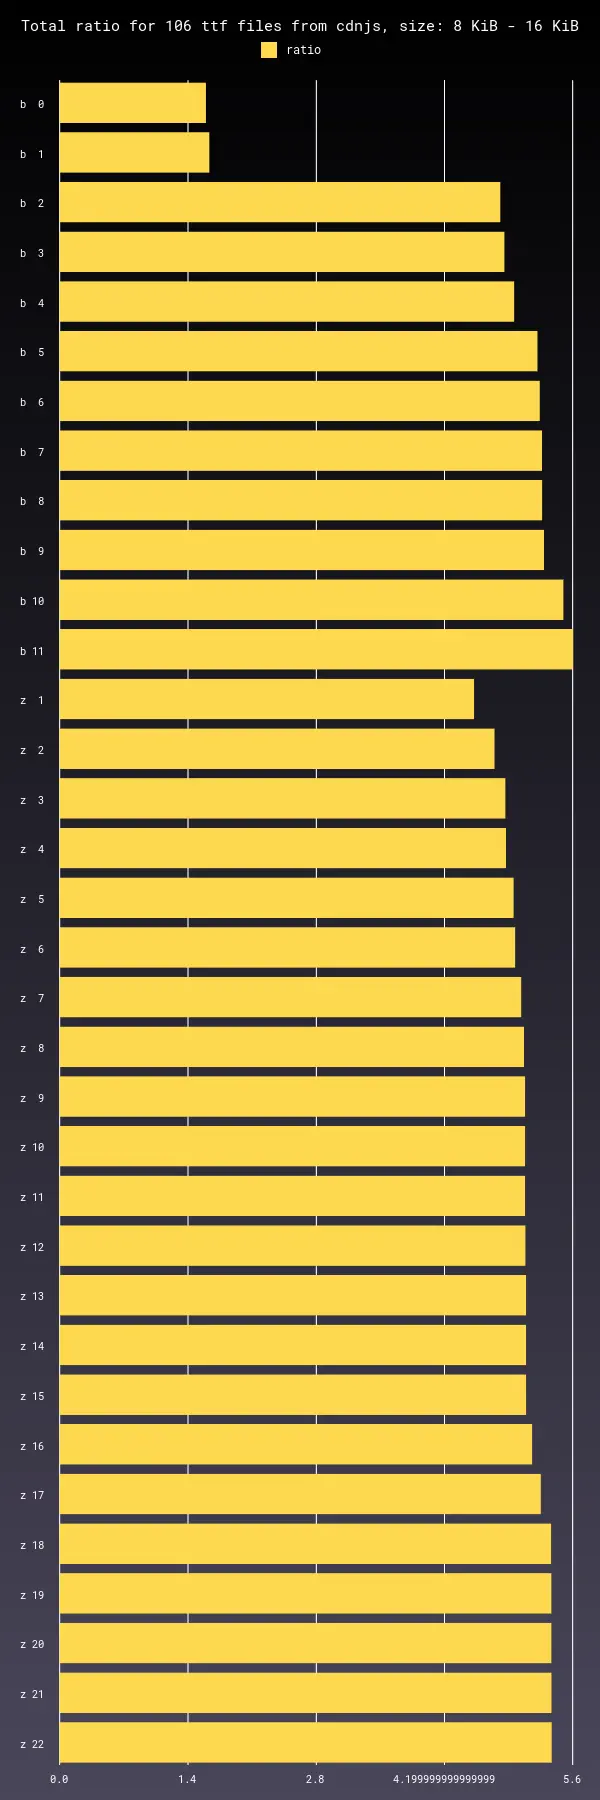 Total ratio for 106 ttf files from cdnjs, size: 8 KiB - 16 KiB
ratio
b 0
b 1
b 2
b 3
b 4
b 5
b 6
b 7
b 8
b 9
b 10
b 11
z 1
z 2
z 3
z 4
z 5
z 6
z 7
z 8
z 9
z 10
z 11
z 12
z 13
z 14
z 15
z 16
z 17
z 18
z 19
z 20
z 21
z 22
0.0 1.4 2.8 4.199999999999999 5.6